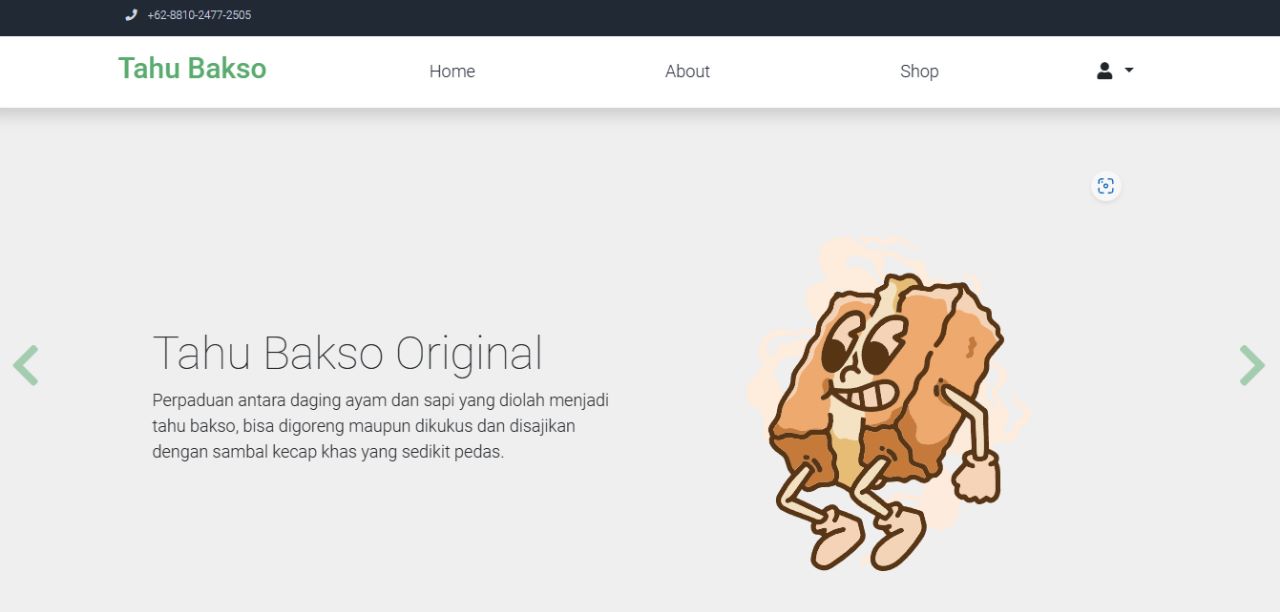 +62-8810-2477-2505
Tahu Bakso
Home
About
Shop
Tahu Bakso Original
Perpaduan antara daging ayam dan sapi yang diolah menjadi
tahu bakso, bisa digoreng maupun dikukus dan disajikan
dengan sambal kecap khas yang sedikit pedas.